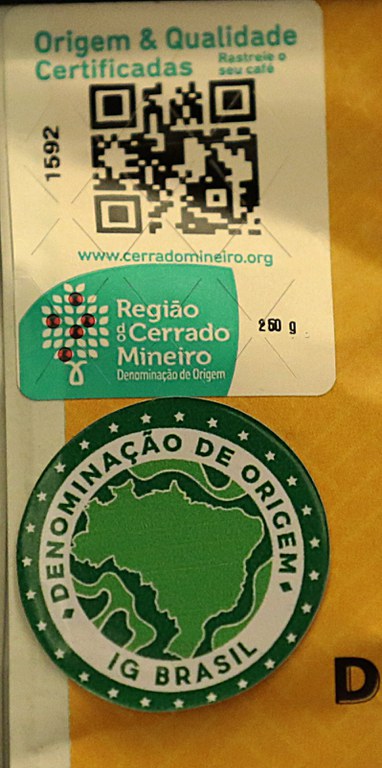 Origem & Qualidade
Certificadas
Rastreie o
seu café
1592
www.cerradomineiro.org
Região
do Cerrado
Mineiro
Denominação de Origem
250 g
DENOMINAÇÃO DE ORIGEM
IG BRASIL
D